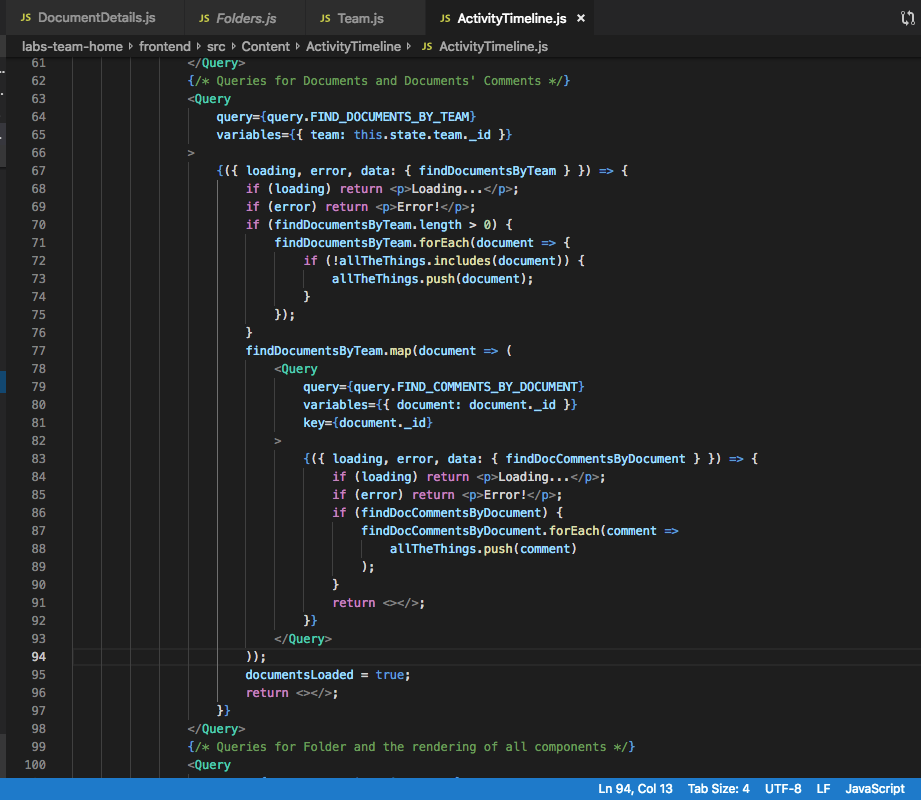 JS DocumentDetails.js JS Folders.js JS Team.js JS ActivityTimeline.js ×
labs-team-home › frontend › src › Content › ActivityTimeline › JS ActivityTimeline.js
61 </Query>
62 {/* Queries for Documents and Documents' Comments */}
63 <Query
64 query={query.FIND_DOCUMENTS_BY_TEAM}
65 variables={{ team: this.state.team._id }}
66 >
67 {({ loading, error, data: { findDocumentsByTeam } }) => {
68 if (loading) return <p>Loading...</p>;
69 if (error) return <p>Error!</p>;
70 if (findDocumentsByTeam.length > 0) {
71 findDocumentsByTeam.forEach(document => {
72 if (!allTheThings.includes(document)) {
73 allTheThings.push(document);
74 }
75 });
76 }
77 findDocumentsByTeam.map(document => (
78 <Query
79 query={query.FIND_COMMENTS_BY_DOCUMENT}
80 variables={{ document: document._id }}
81 key={document._id}
82 >
83 {({ loading, error, data: { findDocCommentsByDocument } }) => {
84 if (loading) return <p>Loading...</p>;
85 if (error) return <p>Error!</p>;
86 if (findDocCommentsByDocument) {
87 findDocCommentsByDocument.forEach(comment =>
88 allTheThings.push(comment)
89 );
90 }
91 return <></>;
92 }}
93 </Query>
94 ));
95 documentsLoaded = true;
96 return <></>;
97 }}
98 </Query>
99 {/* Queries for Folder and the rendering of all components */}
100 <Query
Ln 94, Col 13 Tab Size: 4 UTF-8 LF JavaScript